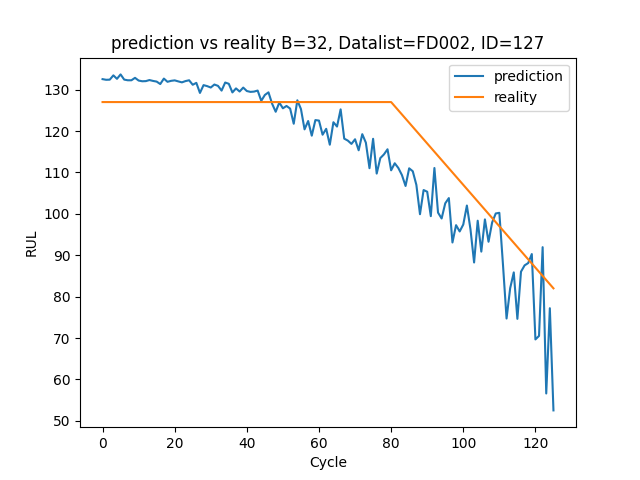 prediction vs reality B=32, Datalist=FD002, ID=127
prediction
reality
RUL
130
120
110
100
90
80
70
60
50
0 20 40 60 80 100 120
Cycle